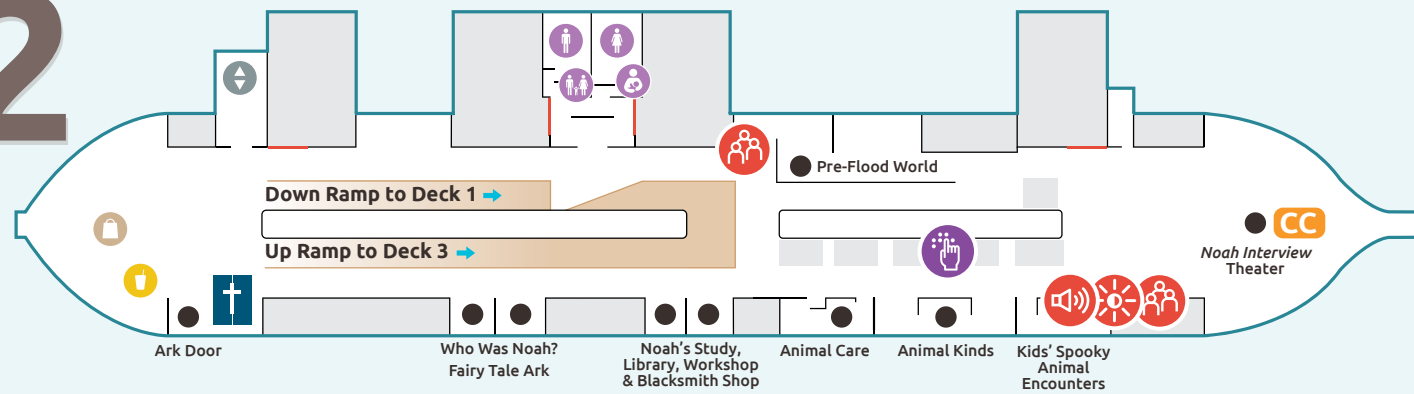 2
Pre-Flood World
Down Ramp to Deck 1
Up Ramp to Deck 3
CC
Noah Interview
Theater
Ark Door
Who Was Noah?
Fairy Tale Ark
Noah's Study,
Library, Workshop
& Blacksmith Shop
Animal Care
Animal Kinds
Kids' Spooky
Animal
Encounters